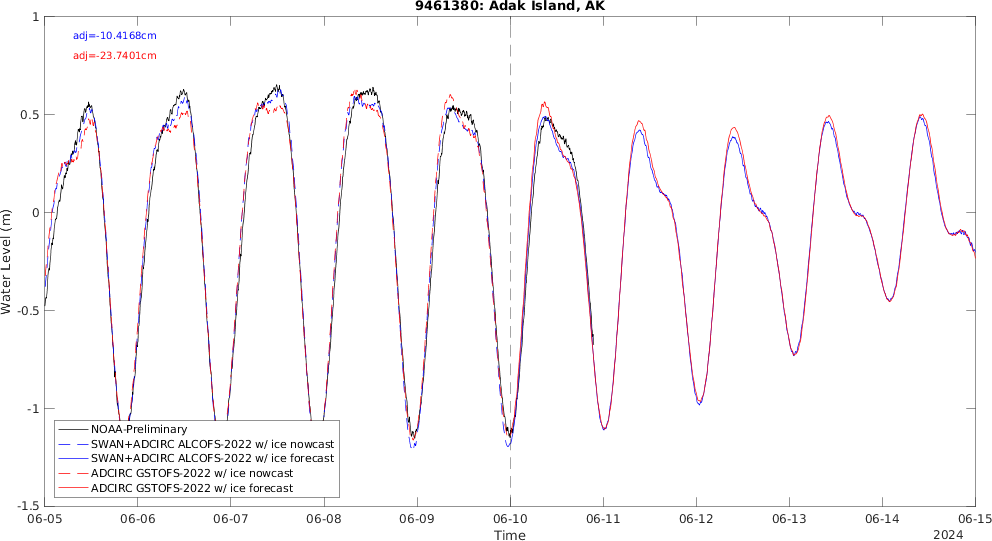 9461380: Adak Island, AK
adj=-10.4168cm
adj=-23.7401cm
1
0.5
0
-0.5
-1
-1.5
Water Level (m)
NOAA-Preliminary
SWAN+ADCIRC ALCOFS-2022 w/ ice nowcast
SWAN+ADCIRC ALCOFS-2022 w/ ice forecast
ADCIRC GSTOFS-2022 w/ ice nowcast
ADCIRC GSTOFS-2022 w/ ice forecast
06-05 06-06 06-07 06-08 06-09 06-10 06-11 06-12 06-13 06-14 06-15
Time
2024